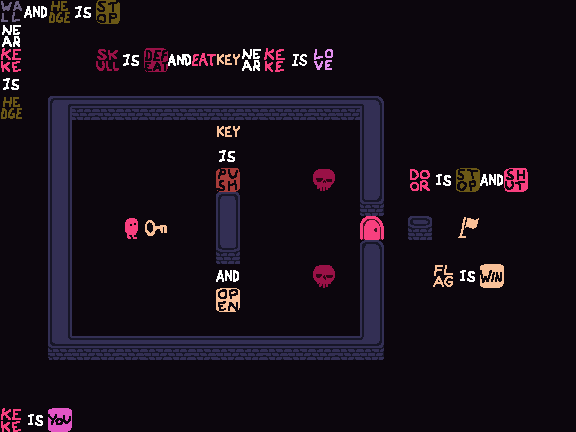 WALL AND HEDGE IS STOP
NEAR
KEKE
IS
HEDGE
SKULL IS DEFEAT AND EAT KEY NEAR KEKE IS LOVE
KEY
IS
PUSH
AND
OPEN
DOOR IS STOP AND SHUT
FLAG IS WIN
KEKE IS YOU